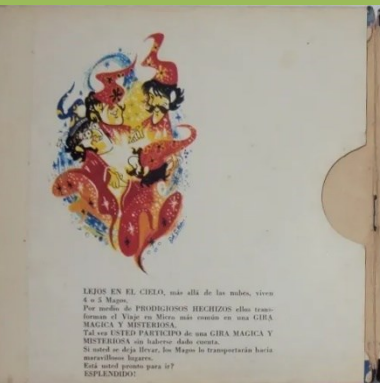 LEJOS EN EL CIELO, más allá de las nubes, viven
4 o 5 Magos.
Por medio de PRODIGIOSOS HECHIZOS ellos trans-
forman el Viaje en Micro más común en una GIRA
MAGICA Y MISTERIOSA.
Tal vez USTED PARTICIPO de una GIRA MAGICA Y
MISTERIOSA sin haberse dado cuenta.
Si usted se deja llevar, los Magos lo transportarán hacia
maravillosos lugares.
Está usted pronto para ir?
ESPLENDIDO!